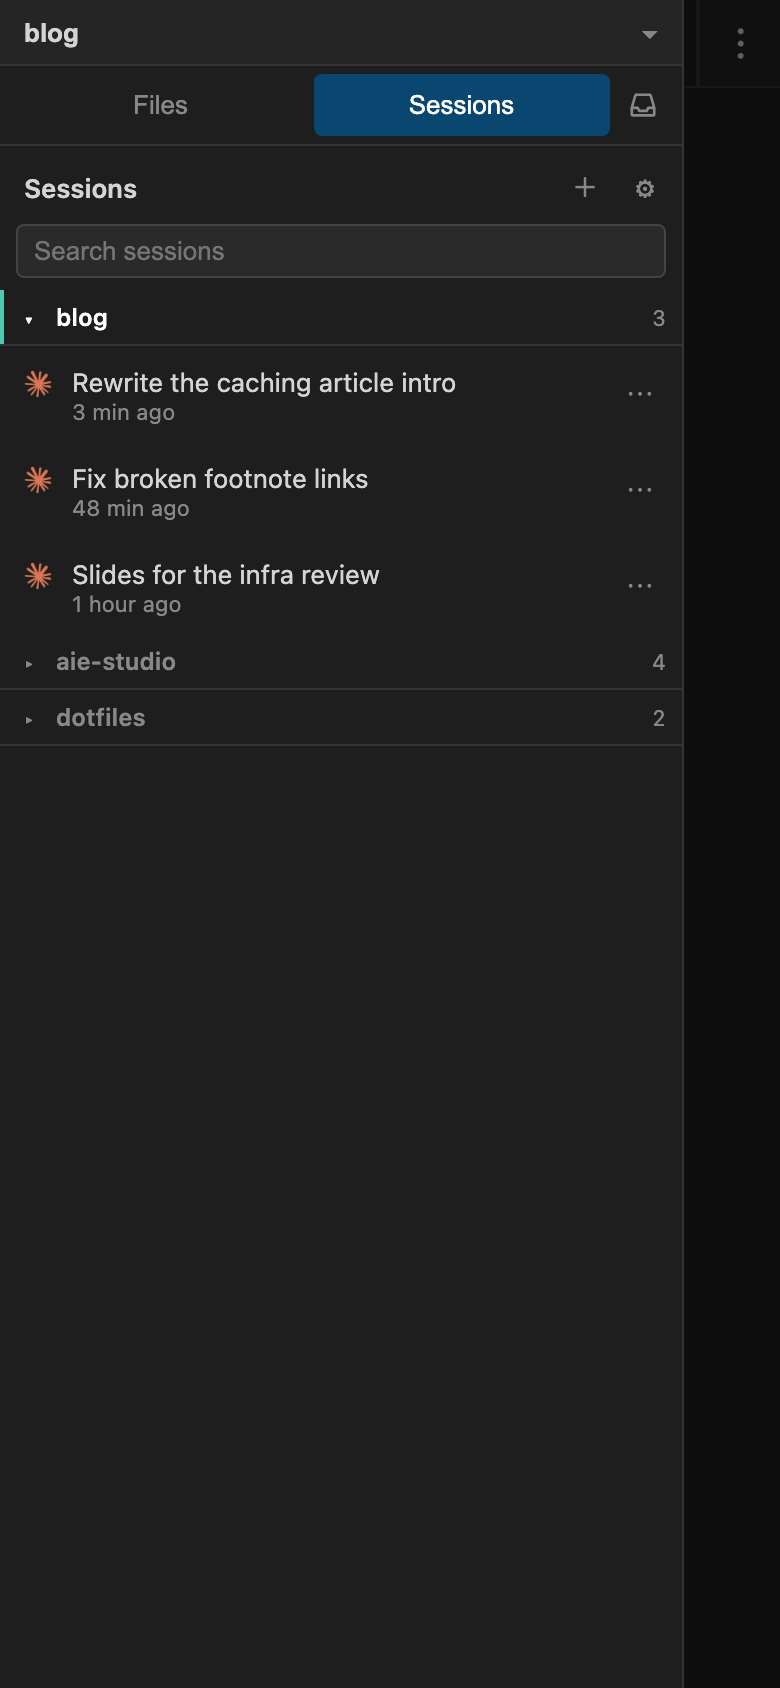 blog
Files
Sessions
Sessions
Search sessions
blog 3
Rewrite the caching article intro
3 min ago
Fix broken footnote links
48 min ago
Slides for the infra review
1 hour ago
aie-studio 4
dotfiles 2